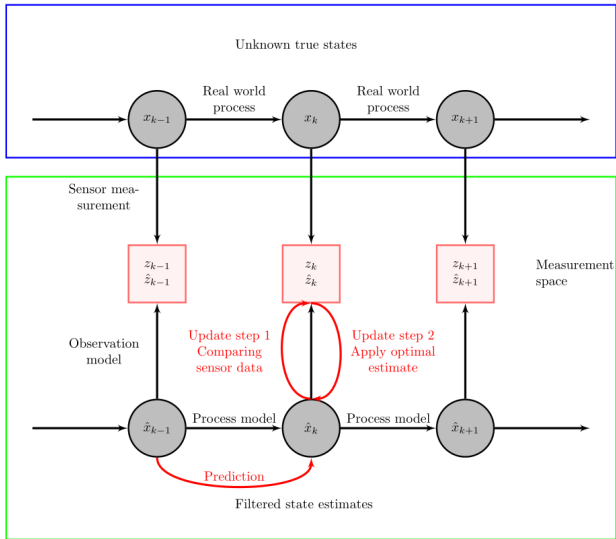 Unknown true states
Real world
process
Real world
process
x_{k−1}
x_k
x_{k+1}
Sensor mea-
surement
z_{k−1}
ẑ_{k−1}
z_k
ẑ_k
z_{k+1}
ẑ_{k+1}
Measurement
space
Observation
model
Update step 1
Comparing
sensor data
Update step 2
Apply optimal
estimate
x̂_{k−1}
Process model
x̂_k
Process model
x̂_{k+1}
Prediction
Filtered state estimates